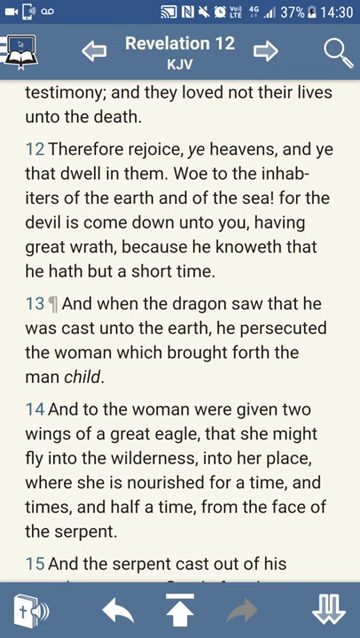 37% 14:30
Revelation 12
KJV
testimony; and they loved not their lives
unto the death.
12 Therefore rejoice, ye heavens, and ye
that dwell in them. Woe to the inhab-
iters of the earth and of the sea! for the
devil is come down unto you, having
great wrath, because he knoweth that
he hath but a short time.
13 ¶ And when the dragon saw that he
was cast unto the earth, he persecuted
the woman which brought forth the
man child.
14 And to the woman were given two
wings of a great eagle, that she might
fly into the wilderness, into her place,
where she is nourished for a time, and
times, and half a time, from the face of
the serpent.
15 And the serpent cast out of his